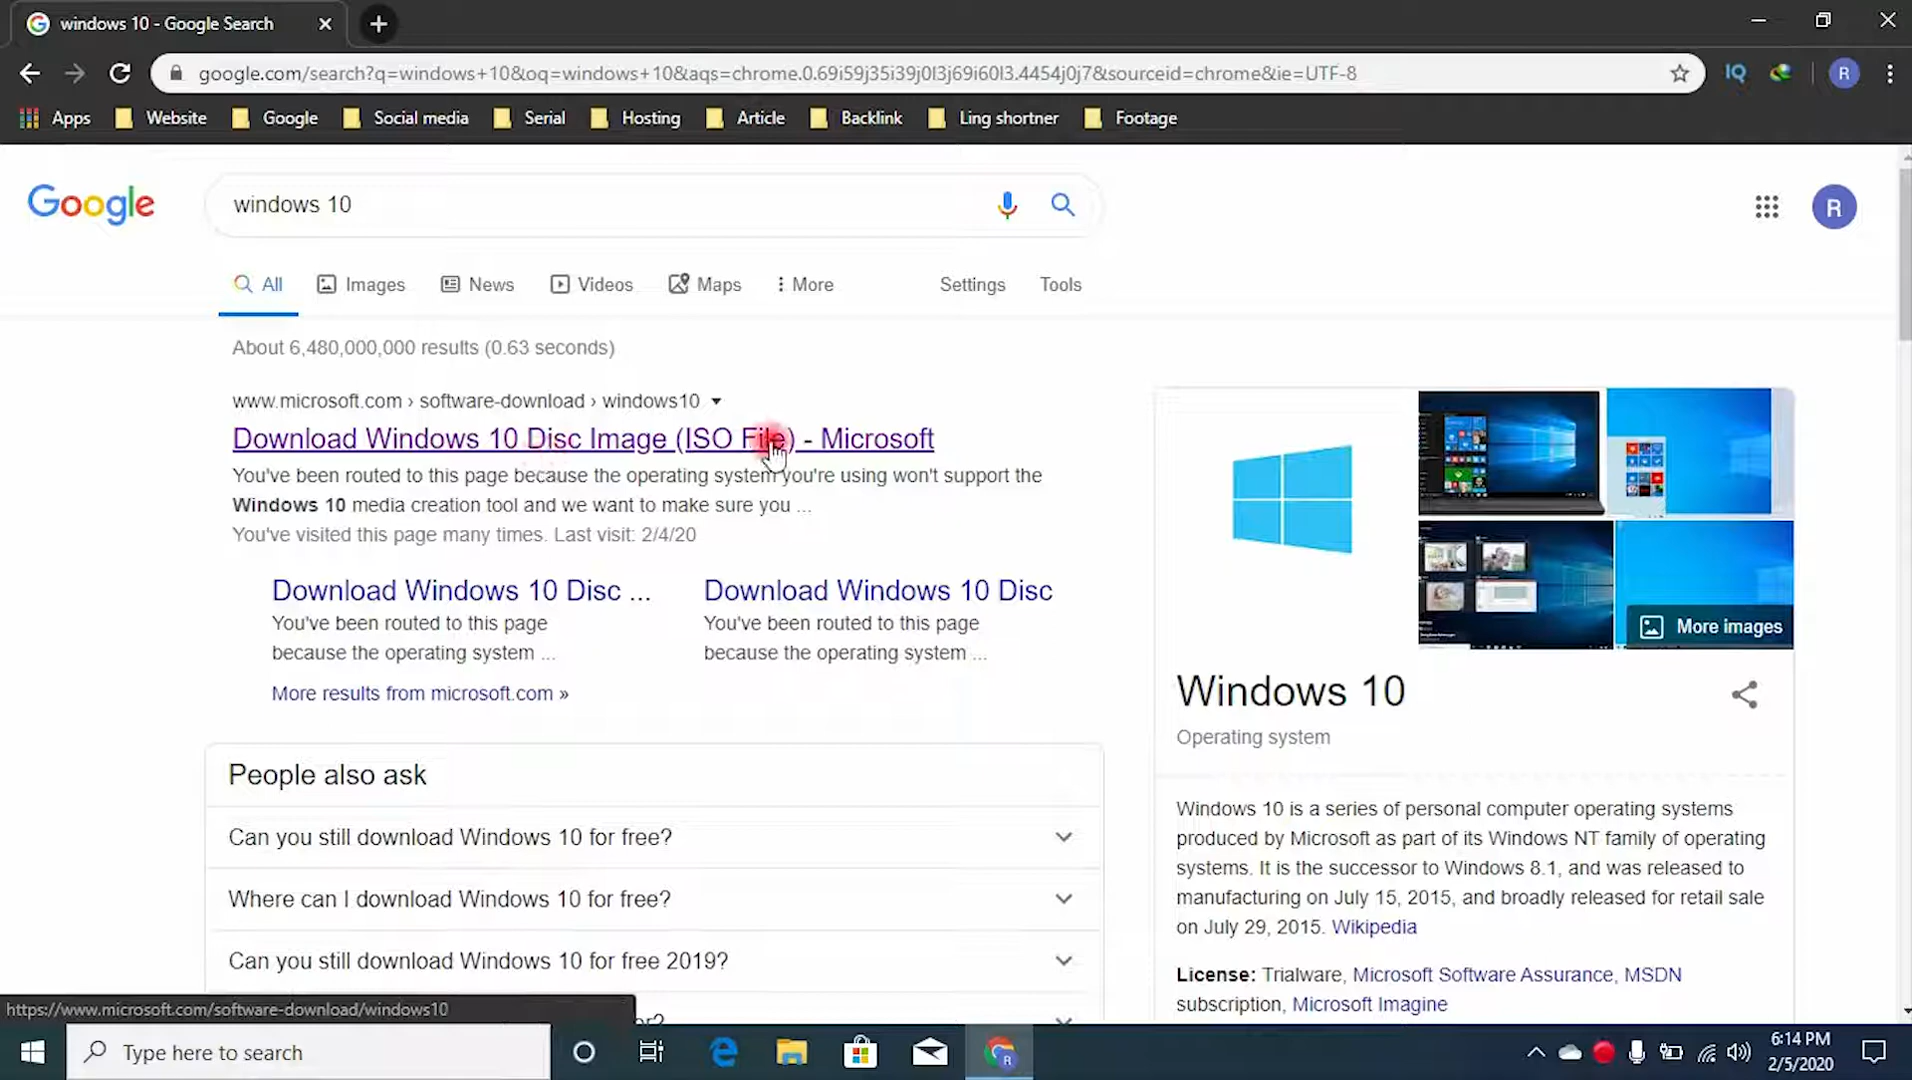 windows 10 - Google Search
google.com/search?q=windows+10&oq=windows+10&aqs=chrome.0.69i59j35i39j0l3j69i60l3.4454j0j7&sourceid=chrome&ie=UTF-8
IQ
R
Apps
Website
Google
Social media
Serial
Hosting
Article
Backlink
Ling shortner
Footage
Google
windows 10
R
All
Images
News
Videos
Maps
More
Settings
Tools
About 6,480,000,000 results (0.63 seconds)
www.microsoft.com › software-download › windows10
Download Windows 10 Disc Image (ISO File) - Microsoft
You've been routed to this page because the operating system you're using won't support the
Windows 10 media creation tool and we want to make sure you ...
You've visited this page many times. Last visit: 2/4/20
Download Windows 10 Disc ...
You've been routed to this page
because the operating system ...
Download Windows 10 Disc
You've been routed to this page
because the operating system ...
More results from microsoft.com »
People also ask
Can you still download Windows 10 for free?
Where can I download Windows 10 for free?
Can you still download Windows 10 for free 2019?
More images
Windows 10
Operating system
Windows 10 is a series of personal computer operating systems
produced by Microsoft as part of its Windows NT family of operating
systems. It is the successor to Windows 8.1, and was released to
manufacturing on July 15, 2015, and broadly released for retail sale
on July 29, 2015. Wikipedia
License: Trialware, Microsoft Software Assurance, MSDN
subscription, Microsoft Imagine
https://www.microsoft.com/software-download/windows10
Type here to search
R
6:14 PM
2/5/2020